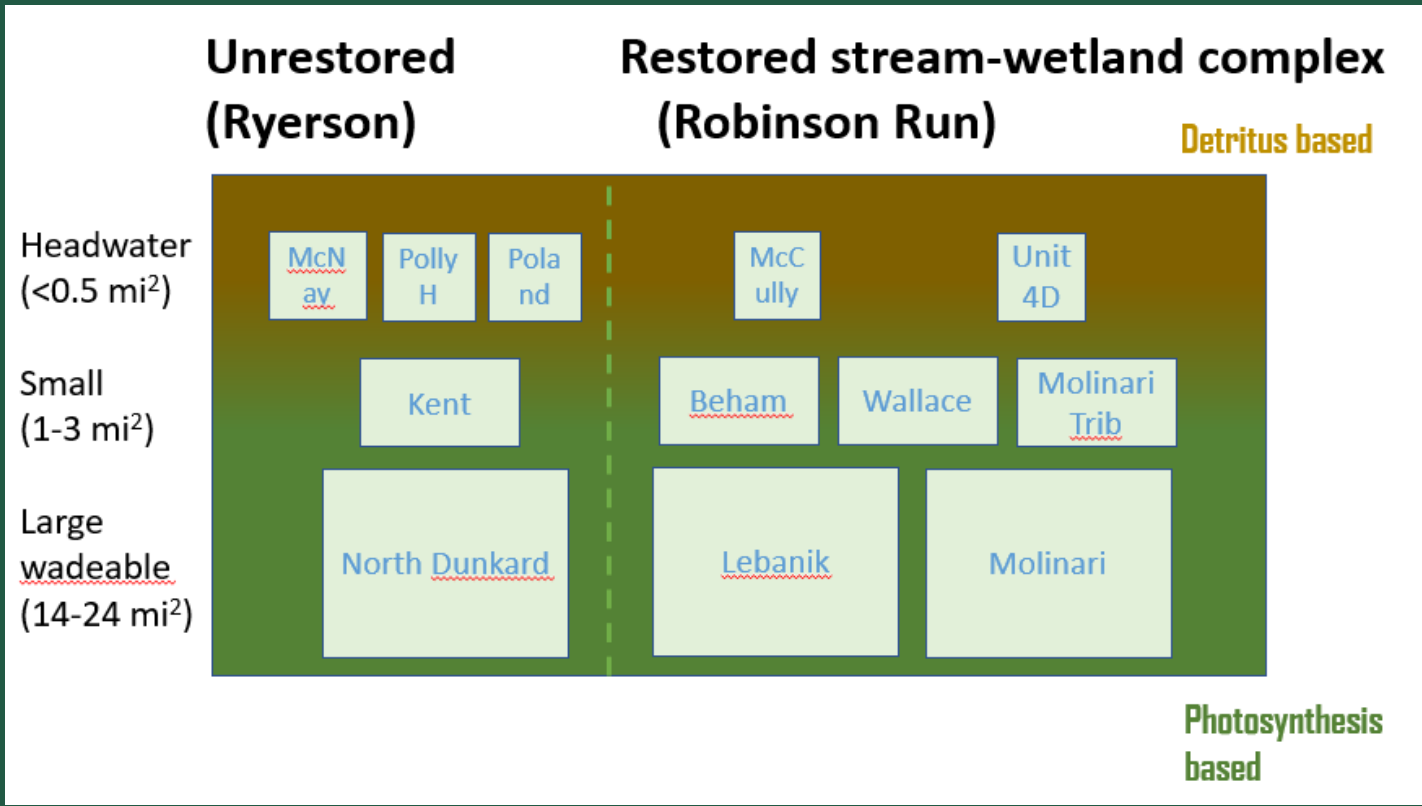 Unrestored
(Ryerson)
Restored stream-wetland complex
(Robinson Run)
Detritus based
Headwater
(<0.5 mi²)
McN
ay
Polly
H
Pola
nd
McC
ully
Unit
4D
Small
(1-3 mi²)
Kent
Beham
Wallace
Molinari
Trib
Large
wadeable
(14-24 mi²)
North Dunkard
Lebanik
Molinari
Photosynthesis
based